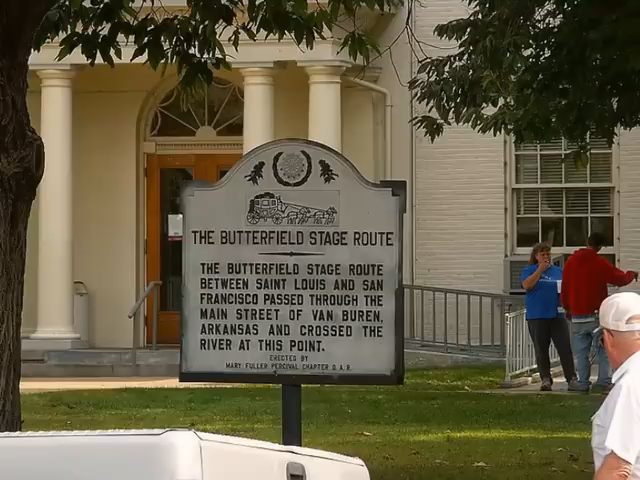 THE BUTTERFIELD STAGE ROUTE
THE BUTTERFIELD STAGE ROUTE
BETWEEN SAINT LOUIS AND SAN
FRANCISCO PASSED THROUGH THE
MAIN STREET OF VAN BUREN,
ARKANSAS AND CROSSED THE
RIVER AT THIS POINT.
ERECTED BY
MARY FULLER PERCIVAL CHAPTER D.A.R.